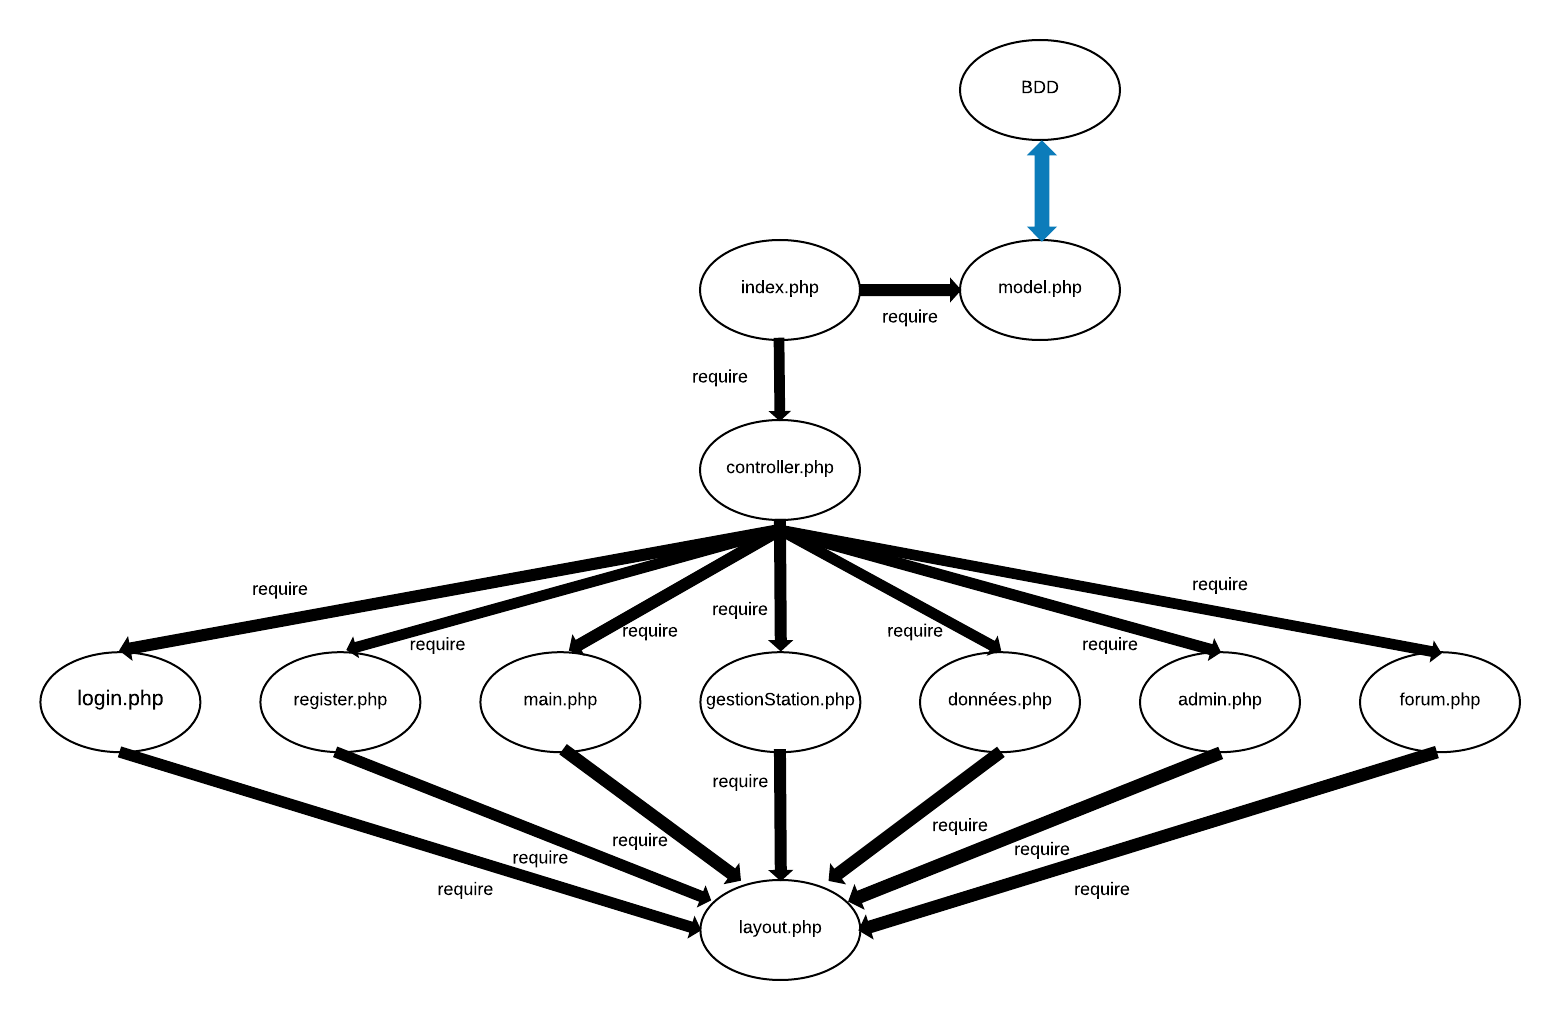 BDD
index.php
model.php
require
require
controller.php
require
require
require
require
require
require
require
login.php
register.php
main.php
gestionStation.php
données.php
admin.php
forum.php
require
require
require
require
require
require
require
layout.php